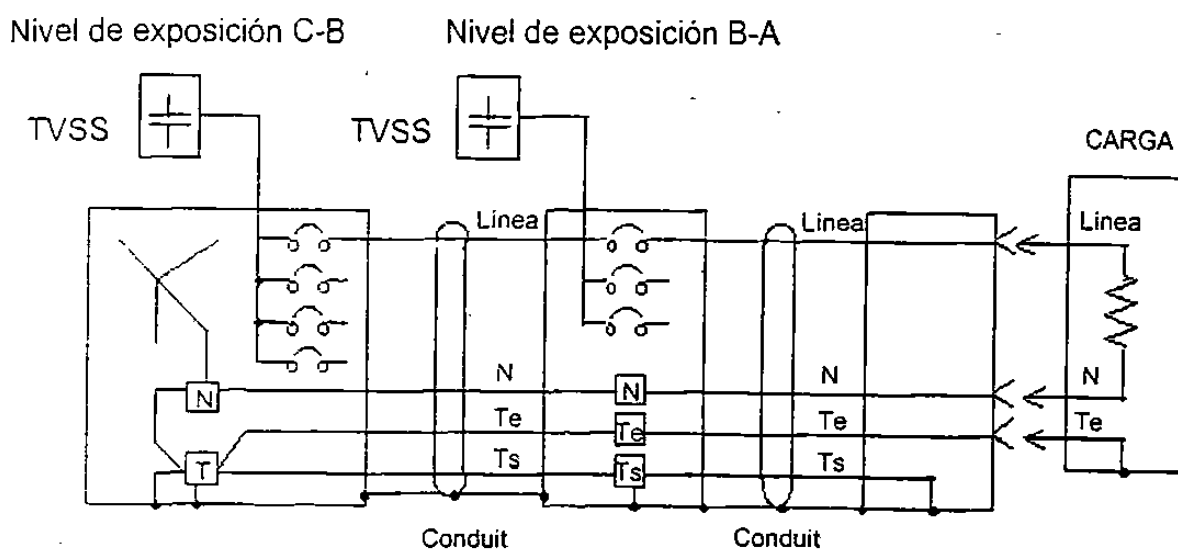 Nivel de exposición C-B
Nivel de exposición B-A
TVSS
TVSS
CARGA
Línea
Línea
Línea
N
N
N
N
N
Te
Te
Te
Te
T
Ts
Ts
Ts
Conduit
Conduit